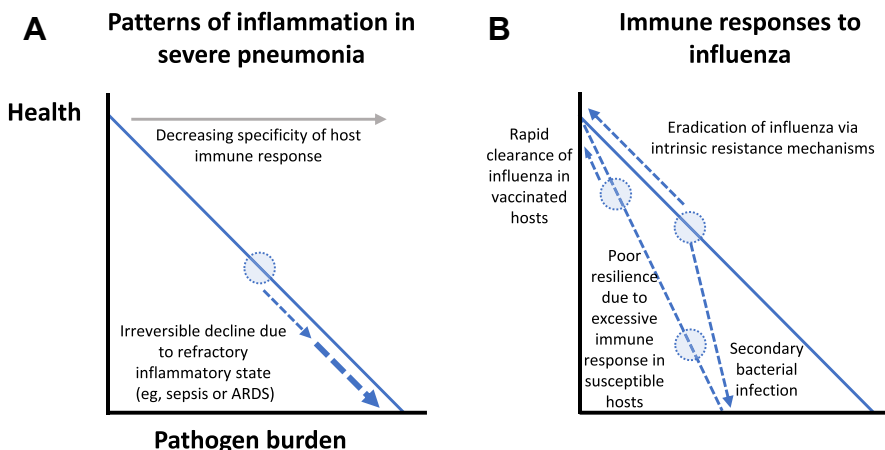 A
Patterns of inflammation in
severe pneumonia
Health
Decreasing specificity of host
immune response
Irreversible decline due
to refractory
inflammatory state
(eg, sepsis or ARDS)
Pathogen burden
B
Immune responses to
influenza
Rapid
clearance of
influenza in
vaccinated
hosts
Eradication of influenza via
intrinsic resistance mechanisms
Poor
resilience
due to
excessive
immune
response in
susceptible
hosts
Secondary
bacterial
infection